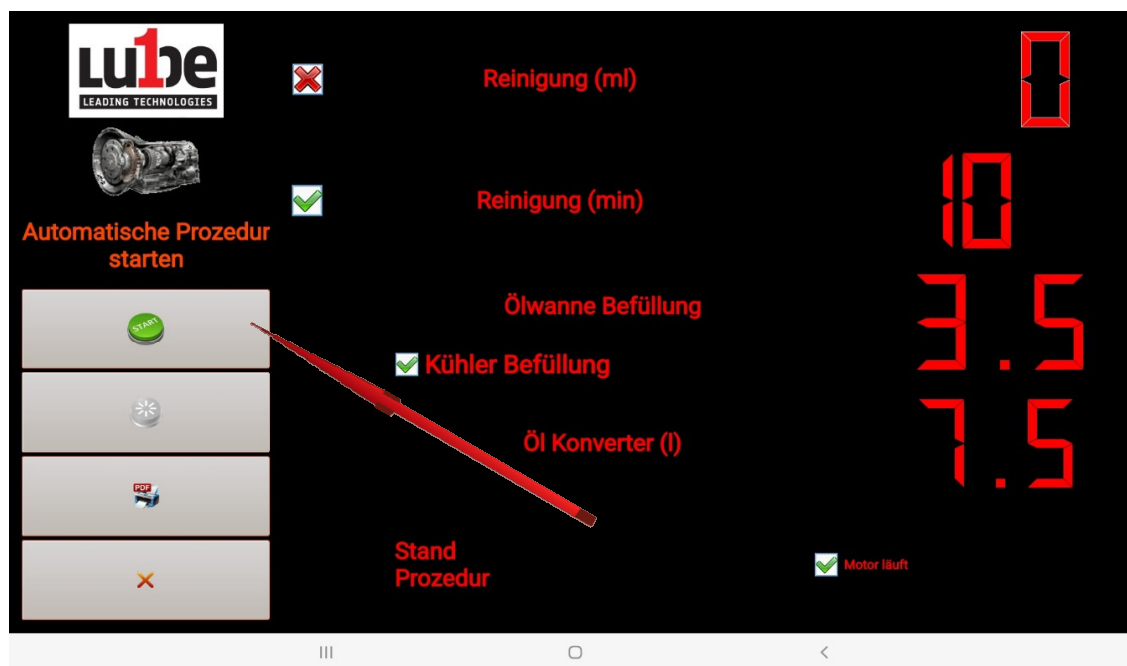 Lu1be
LEADING TECHNOLOGIES
Automatische Prozedur
starten
START
PDF
Reinigung (ml)
0
Reinigung (min)
10
Ölwanne Befüllung
3.5
Kühler Befüllung
Öl Konverter (l)
7.5
Stand
Prozedur
Motor läuft